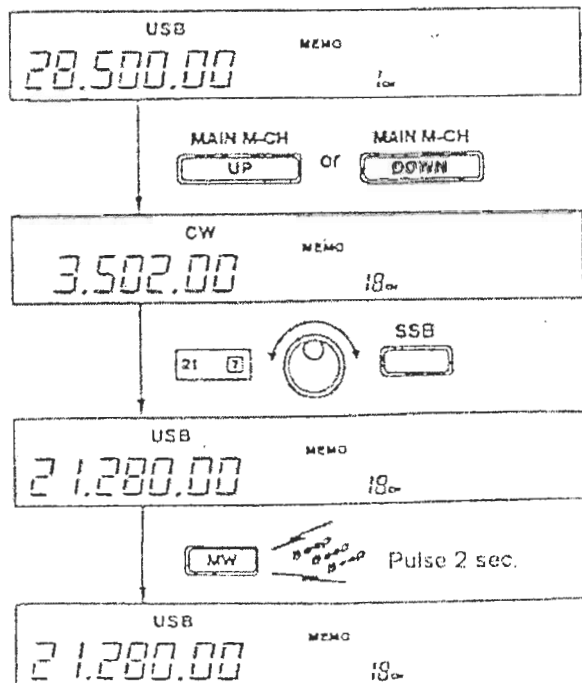 USB
MEMO
28.500.00
1CH
MAIN M-CH
UP
or
MAIN M-CH
DOWN
CW
MEMO
3.502.00
18CH
21 7
SSB
USB
MEMO
21.280.00
18CH
MW
Pulse 2 sec.
USB
MEMO
21.280.00
18CH